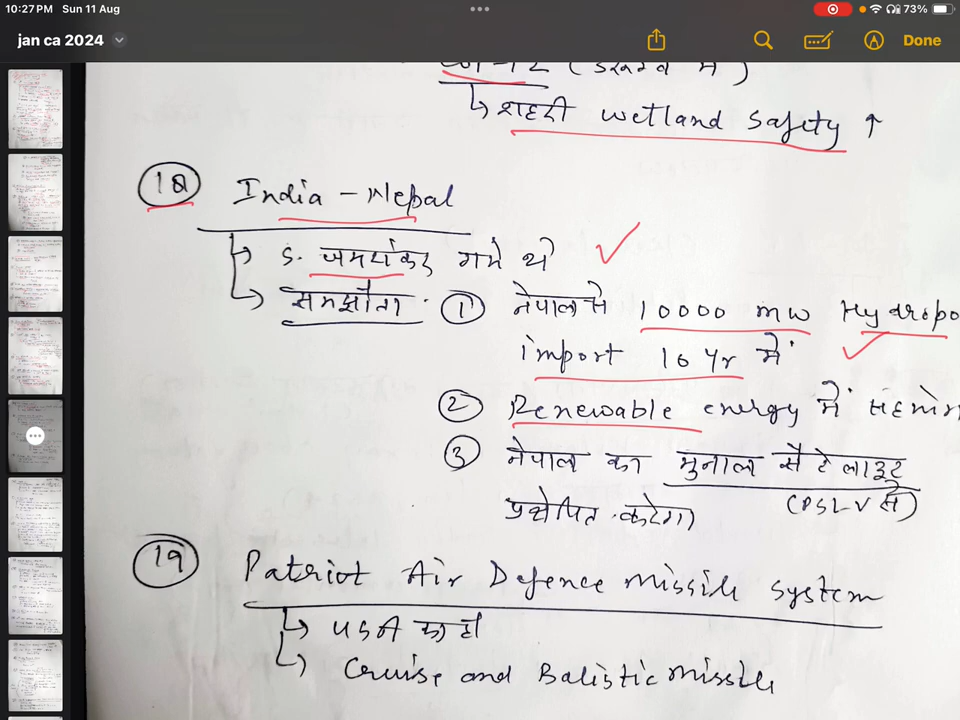 10:27 PM Sun 11 Aug 73%
jan ca 2024 Done
में)
↳ शहरी wetland Safety ↑
18 India - Nepal
↳ S. जयशंकर गये थे ✓
↳ समझौता · ① नेपाल से 10000 mw Hydropo
import 10 yr में ✓
② Renewable energy में सहयोग
③ नेपाल का मुनाल सैटेलाइट
प्रक्षेपित करेगा (PSLV से)
19 Patriot Air Defence missile system
↳ USA का है
↳ Cruise and Balistic missile